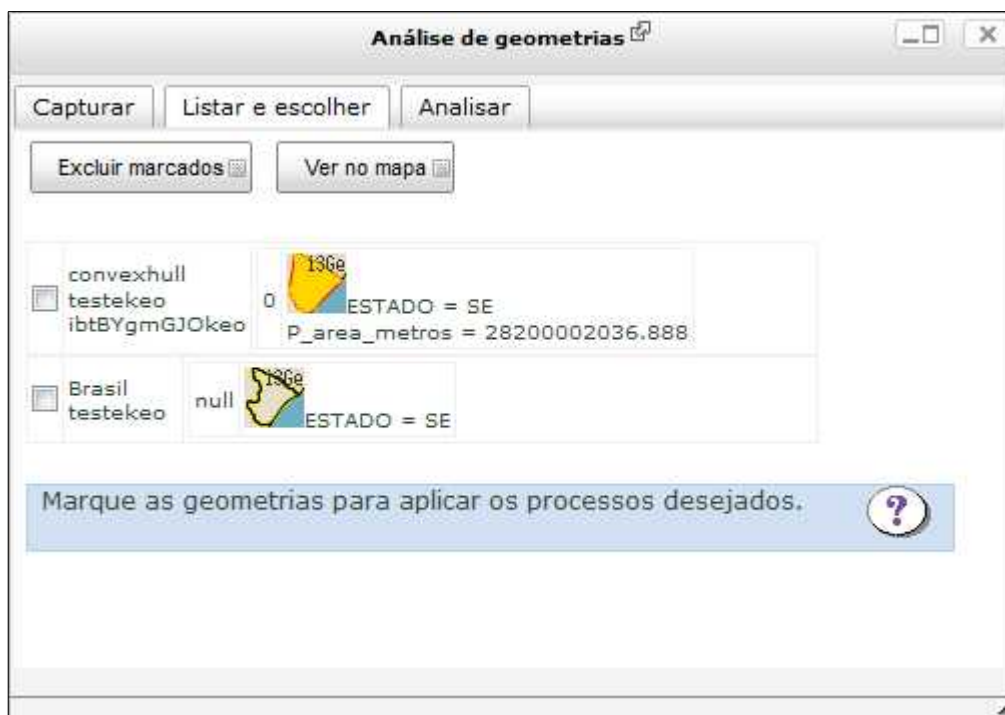 Análise de geometrias
Capturar
Listar e escolher
Analisar
Excluir marcados
Ver no mapa
convexhull
testekeo
ibtBYgmGJOkeo
0
13Ge
ESTADO = SE
P_area_metros = 28200002036.888
Brasil
testekeo
null
13Ge
ESTADO = SE
Marque as geometrias para aplicar os processos desejados.
?